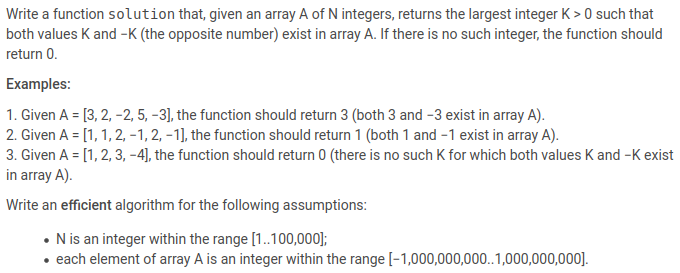 Write a function solution that, given an array A of N integers, returns the largest integer K > 0 such that
both values K and −K (the opposite number) exist in array A. If there is no such integer, the function should
return 0.
Examples:
1. Given A = [3, 2, −2, 5, −3], the function should return 3 (both 3 and −3 exist in array A).
2. Given A = [1, 1, 2, −1, 2, −1], the function should return 1 (both 1 and −1 exist in array A).
3. Given A = [1, 2, 3, −4], the function should return 0 (there is no such K for which both values K and −K exist
in array A).
Write an efficient algorithm for the following assumptions:
• N is an integer within the range [1..100,000];
• each element of array A is an integer within the range [−1,000,000,000..1,000,000,000].